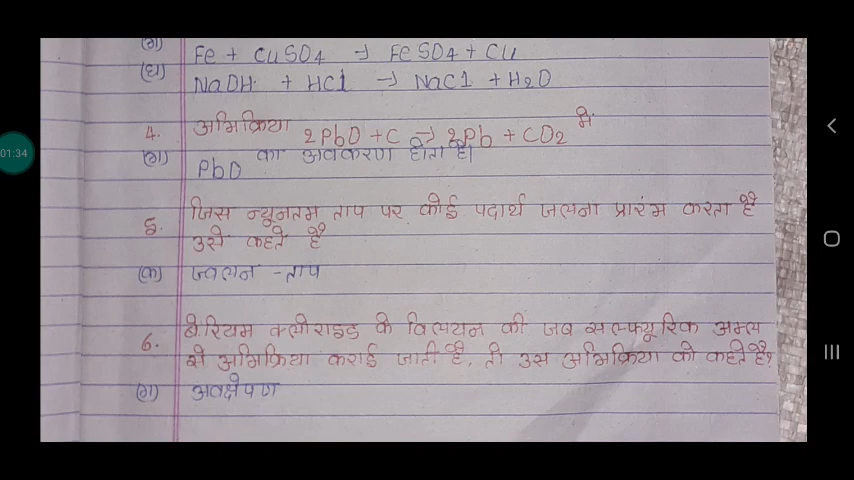 (ग) Fe + CuSO4 → FeSO4 + Cu
(घ) NaOH + HCl → NaCl + H2O
4. अभिक्रिया 2PbO + C → 2Pb + CO2 में
(ग) PbO का अवकरण होता है।
5. जिस न्यूनतम ताप पर कोई पदार्थ जलना प्रारंम करता है
उसे कहते है
(क) ज्वलन - ताप
6. बेरियम क्लोराइड के विलयन की जब सल्फ्यूरिक अम्ल
से अभिक्रिया कराई जाती है, तो उस अभिक्रिया को कहते है?
(ग) अवक्षेपण
01:34